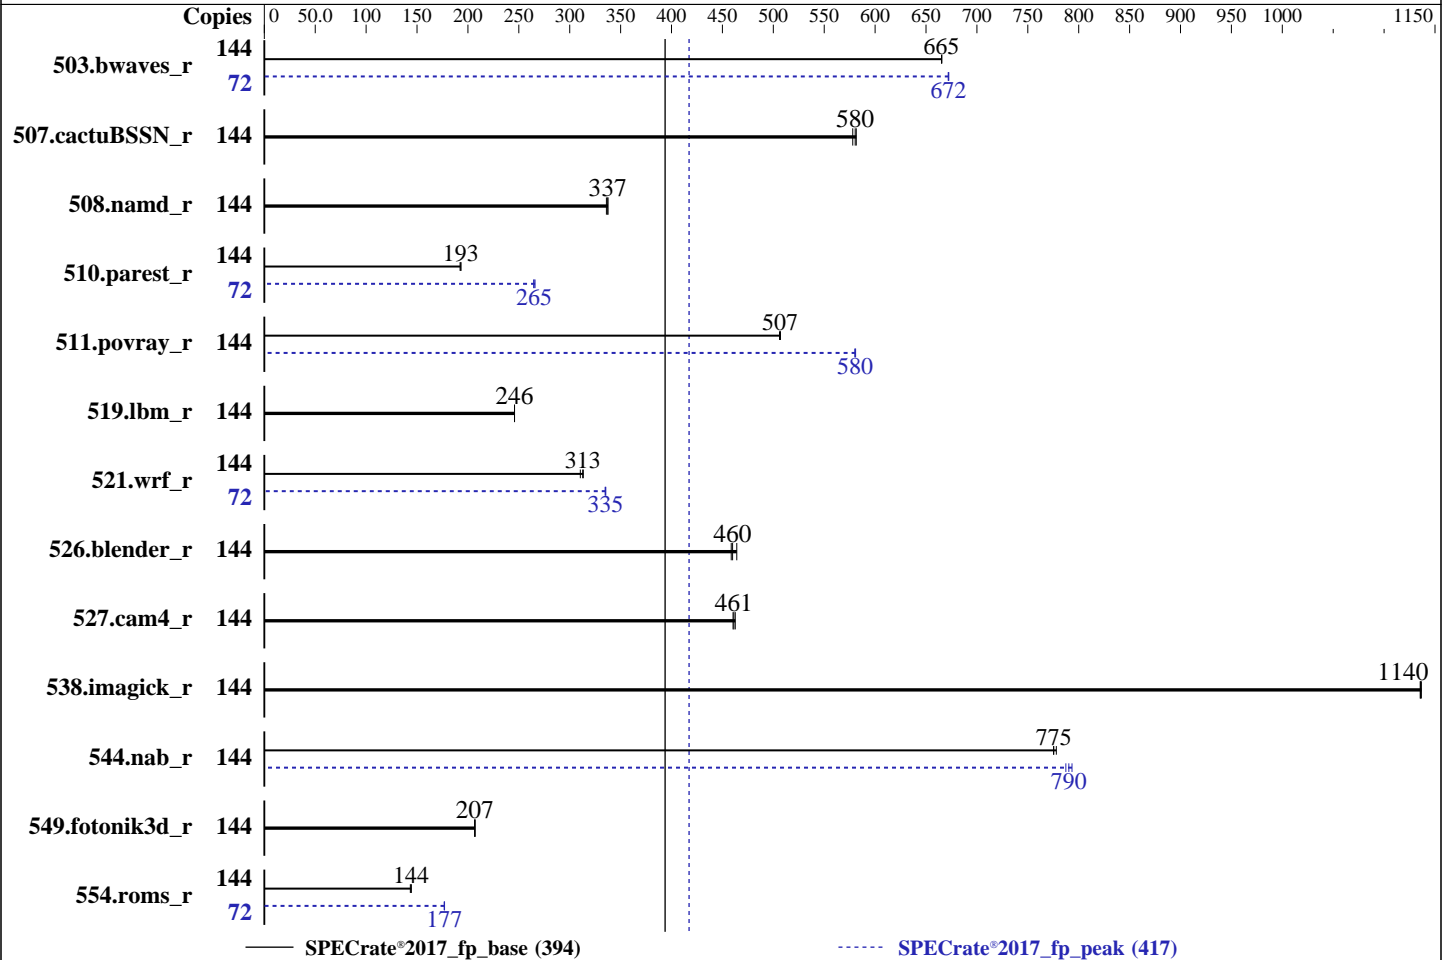 Copies 0 50.0 100 150 200 250 300 350 400 450 500 550 600 650 700 750 800 850 900 950 1000 1150
503.bwaves_r 144 665
72 672
507.cactuBSSN_r 144 580
508.namd_r 144 337
510.parest_r 144 193
72 265
511.povray_r 144 507
580
519.lbm_r 144 246
521.wrf_r 144 313
72 335
526.blender_r 144 460
527.cam4_r 144 461
538.imagick_r 144 1140
544.nab_r 144 775
790
549.fotonik3d_r 144 207
554.roms_r 144 144
72 177
SPECrate®2017_fp_base (394) SPECrate®2017_fp_peak (417)